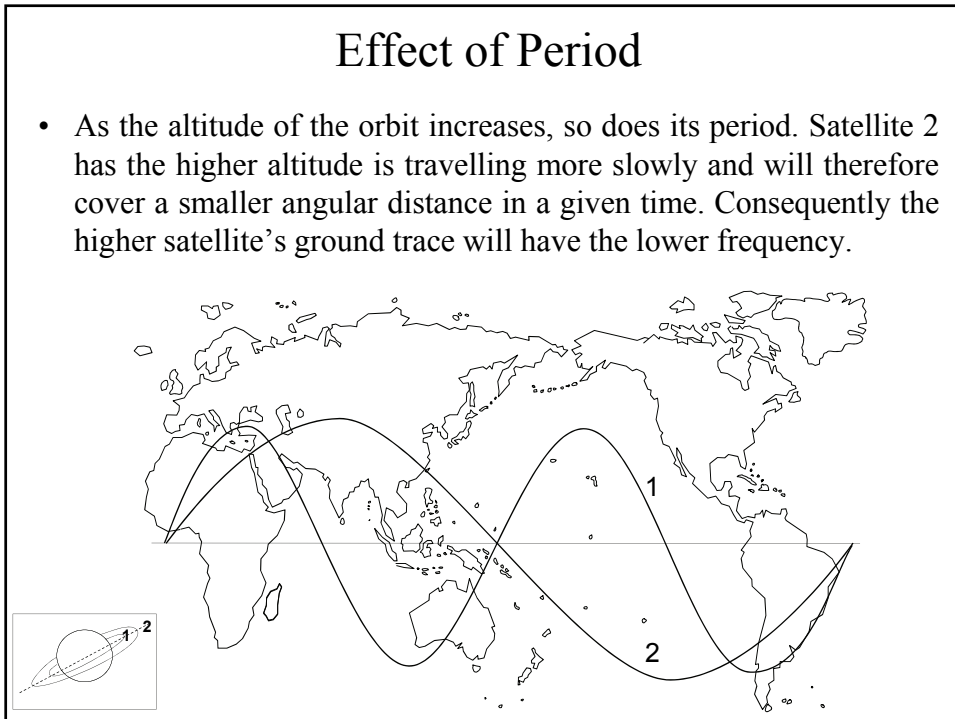 Effect of Period
• As the altitude of the orbit increases, so does its period. Satellite 2
has the higher altitude is travelling more slowly and will therefore
cover a smaller angular distance in a given time. Consequently the
higher satellite's ground trace will have the lower frequency.
1
2
1 2